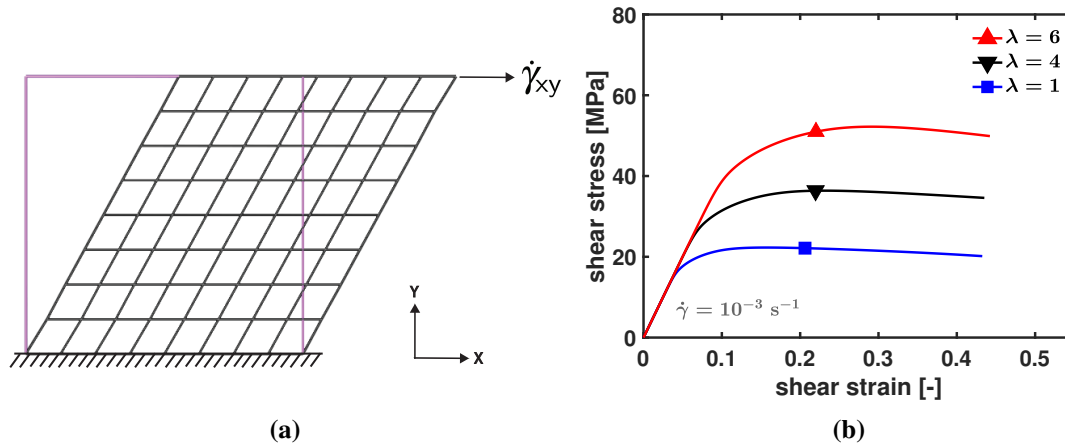 γ̇xy
Y
X
(a)
80
60
40
20
0
shear stress [MPa]
λ = 6
λ = 4
λ = 1
γ̇ = 10⁻³ s⁻¹
0 0.1 0.2 0.3 0.4 0.5
shear strain [-]
(b)